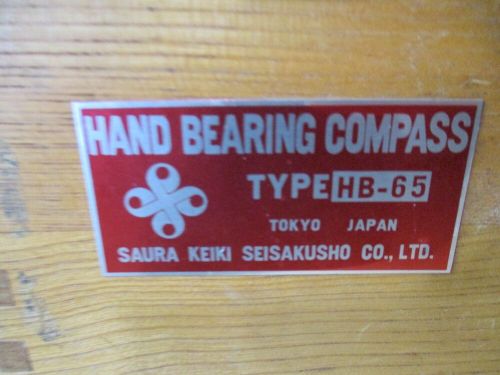 HAND BEARING COMPASS
TYPE HB-65
TOKYO JAPAN
SAURA KEIKI SEISAKUSHO CO., LTD.